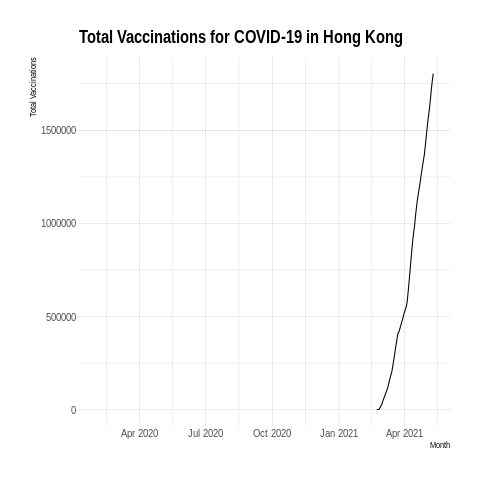 Total Vaccinations for COVID-19 in Hong Kong
Total Vaccinations
1500000
1000000
500000
0
Apr 2020 Jul 2020 Oct 2020 Jan 2021 Apr 2021
Month